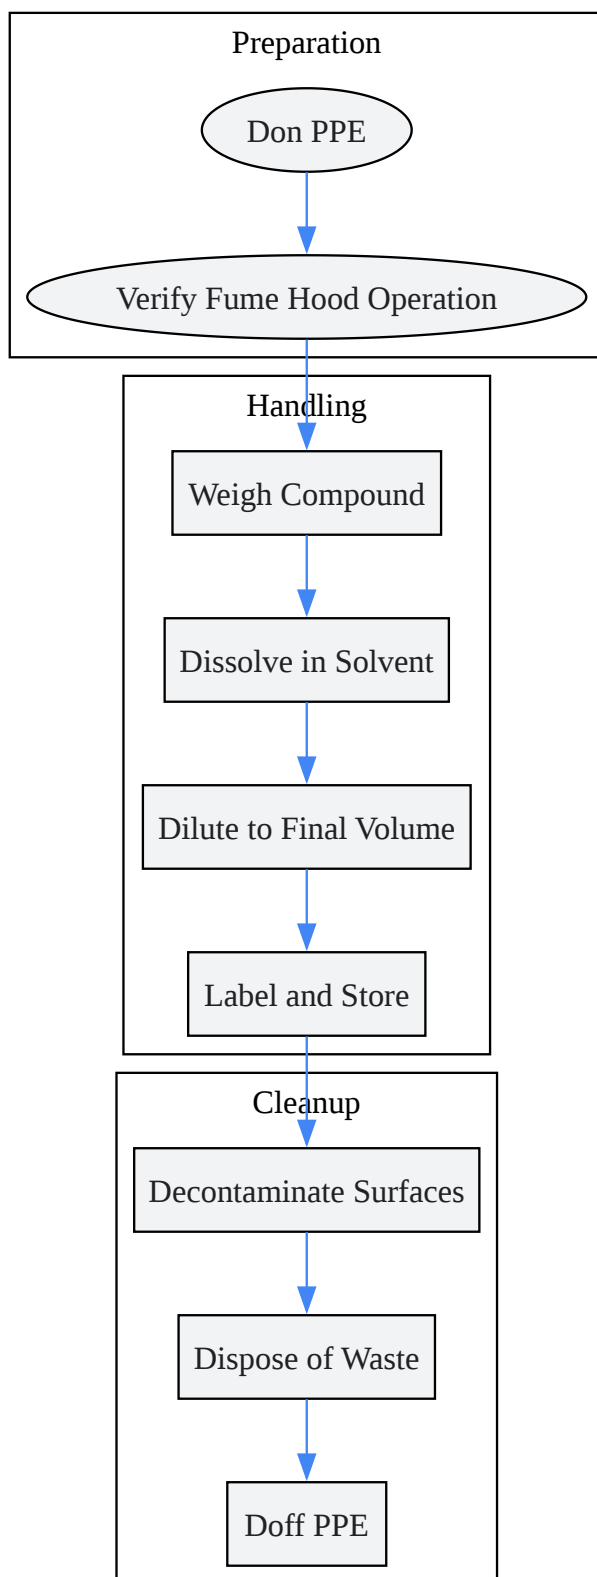 Preparation
Don PPE
Verify Fume Hood Operation
Handling
Weigh Compound
Dissolve in Solvent
Dilute to Final Volume
Label and Store
Cleanup
Decontaminate Surfaces
Dispose of Waste
Doff PPE